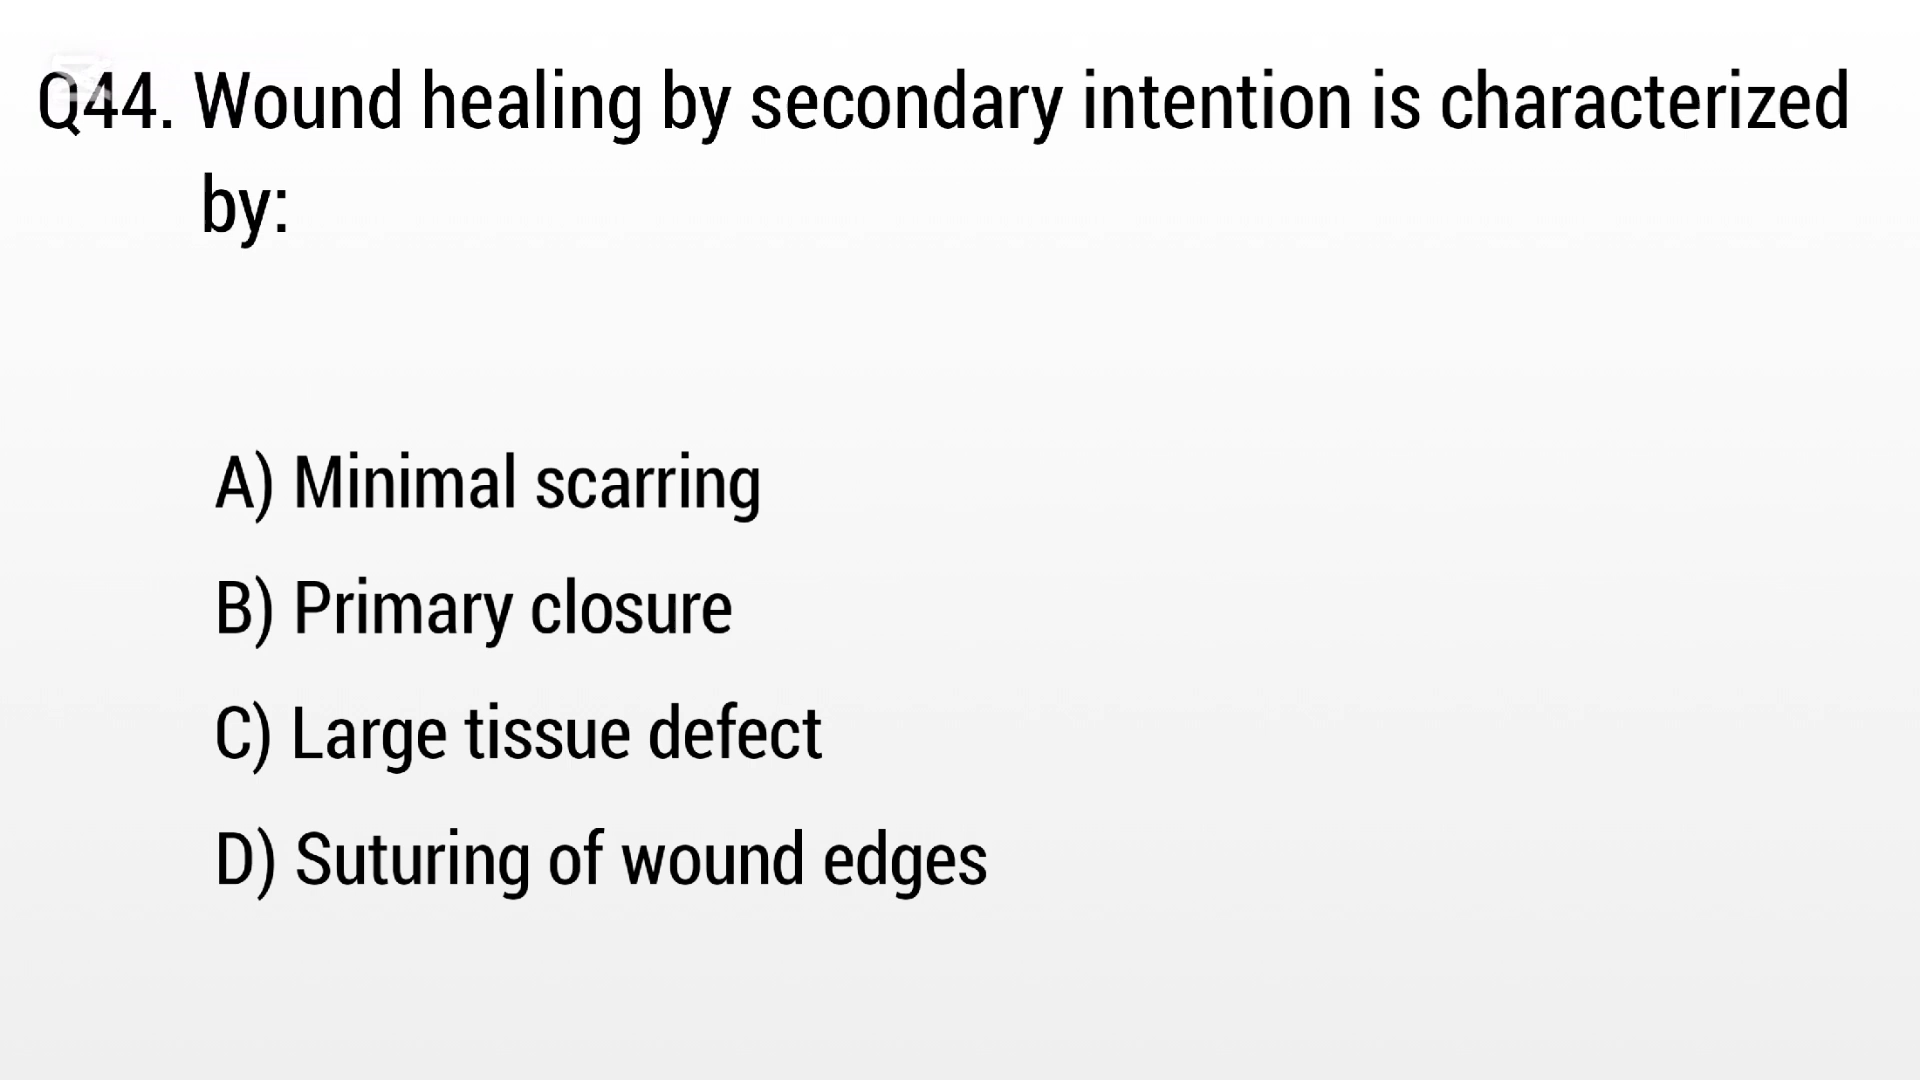 Q44. Wound healing by secondary intention is characterized
by:
A) Minimal scarring
B) Primary closure
C) Large tissue defect
D) Suturing of wound edges